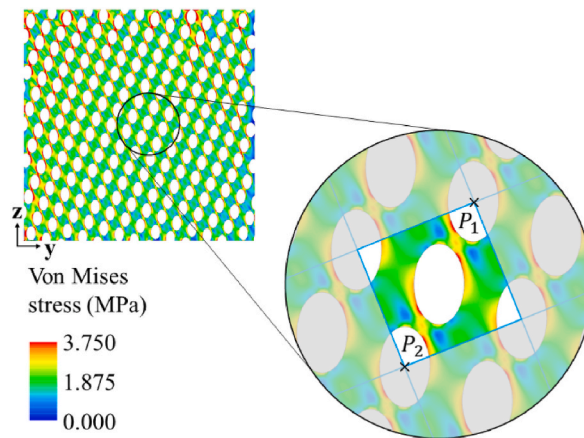 z
y
Von Mises
stress (MPa)
3.750
1.875
0.000
P1
P2